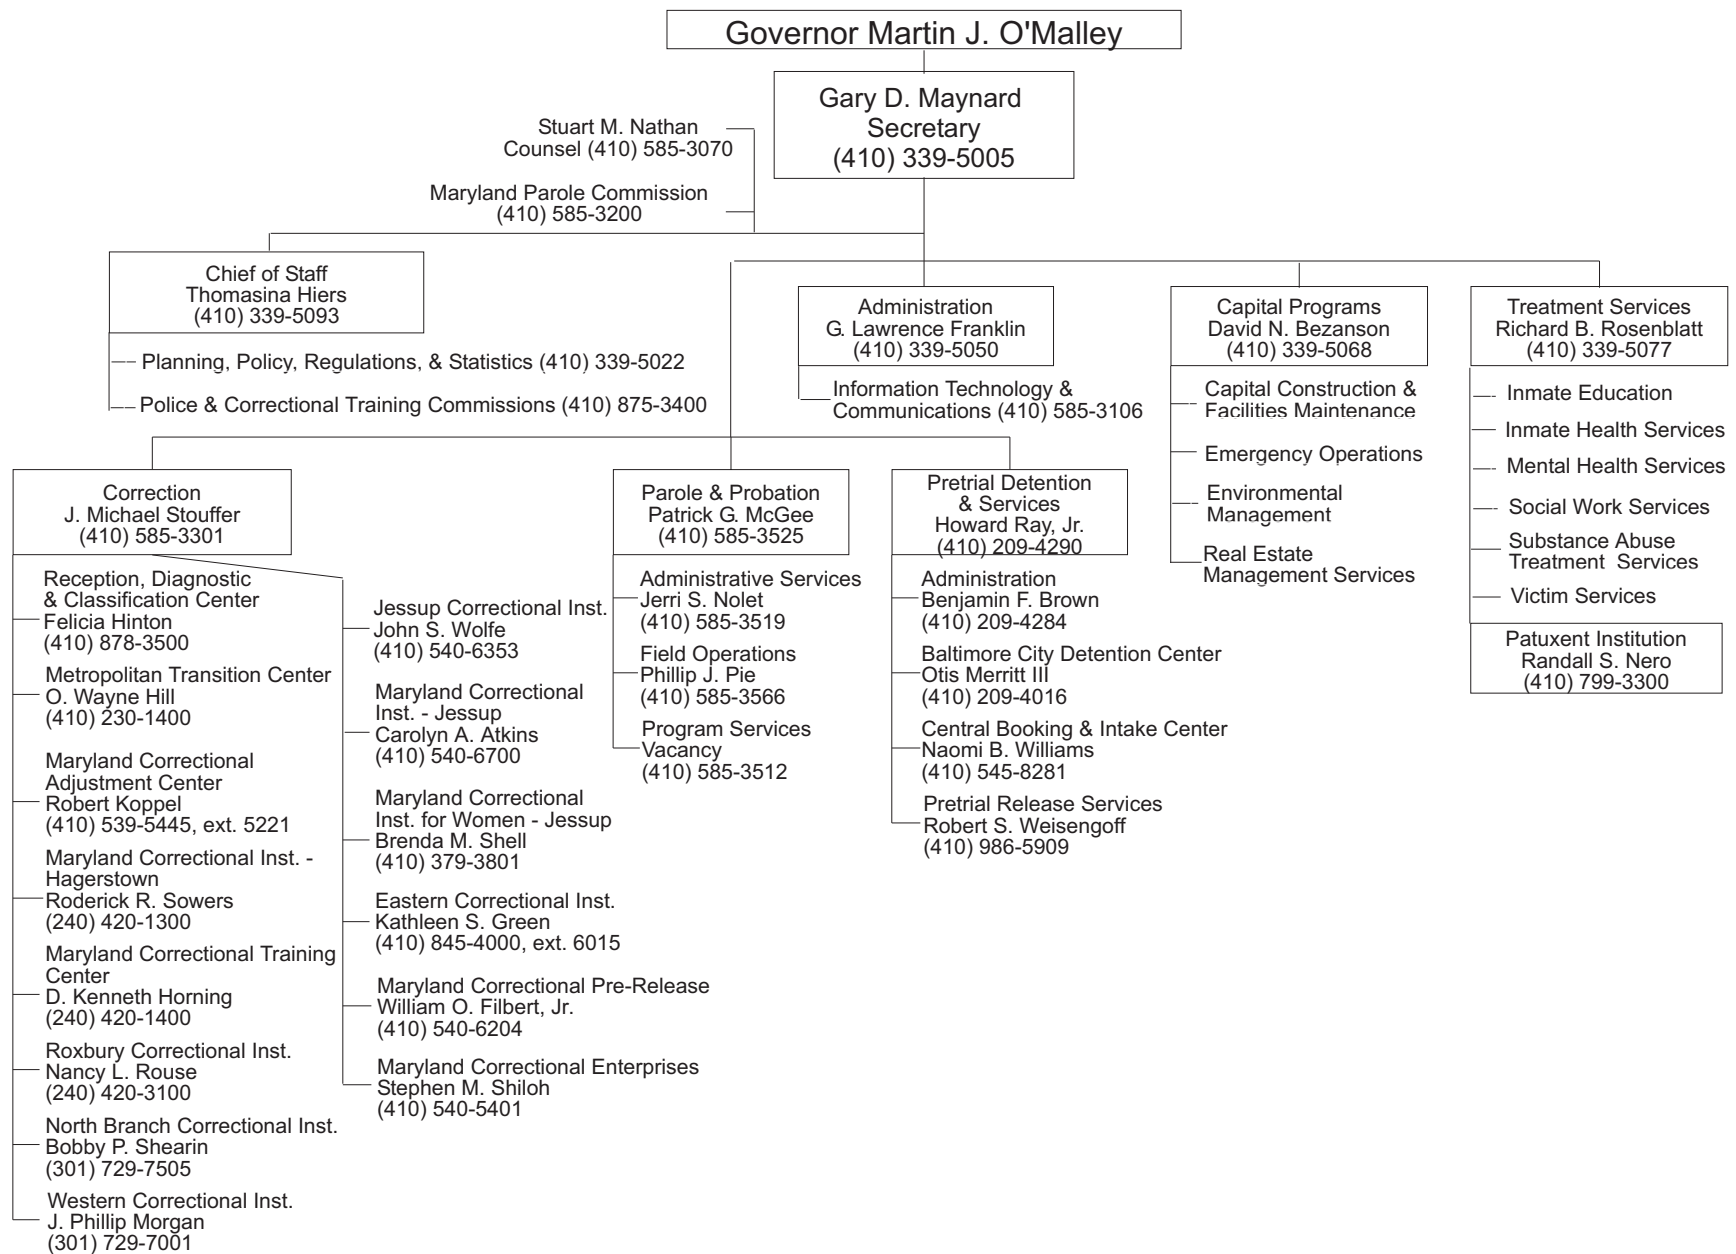 Governor Martin J. O'Malley
Gary D. Maynard
Secretary
(410) 339-5005
Stuart M. Nathan
Counsel (410) 585-3070
Maryland Parole Commission
(410) 585-3200
Chief of Staff
Thomasina Hiers
(410) 339-5093
Planning, Policy, Regulations, & Statistics (410) 339-5022
Police & Correctional Training Commissions (410) 875-3400
Administration
G. Lawrence Franklin
(410) 339-5050
Information Technology &
Communications (410) 585-3106
Capital Programs
David N. Bezanson
(410) 339-5068
Capital Construction &
Facilities Maintenance
Emergency Operations
Environmental
Management
Real Estate
Management Services
Treatment Services
Richard B. Rosenblatt
(410) 339-5077
Inmate Education
Inmate Health Services
Mental Health Services
Social Work Services
Substance Abuse
Treatment Services
Victim Services
Patuxent Institution
Randall S. Nero
(410) 799-3300
Correction
J. Michael Stouffer
(410) 585-3301
Reception, Diagnostic
& Classification Center
Felicia Hinton
(410) 878-3500
Metropolitan Transition Center
O. Wayne Hill
(410) 230-1400
Maryland Correctional
Adjustment Center
Robert Koppel
(410) 539-5445, ext. 5221
Maryland Correctional Inst. -
Hagerstown
Roderick R. Sowers
(240) 420-1300
Maryland Correctional Training
Center
D. Kenneth Horning
(240) 420-1400
Roxbury Correctional Inst.
Nancy L. Rouse
(240) 420-3100
North Branch Correctional Inst.
Bobby P. Shearin
(301) 729-7505
Western Correctional Inst.
J. Phillip Morgan
(301) 729-7001
Jessup Correctional Inst.
John S. Wolfe
(410) 540-6353
Maryland Correctional
Inst. - Jessup
Carolyn A. Atkins
(410) 540-6700
Maryland Correctional
Inst. for Women - Jessup
Brenda M. Shell
(410) 379-3801
Eastern Correctional Inst.
Kathleen S. Green
(410) 845-4000, ext. 6015
Maryland Correctional Pre-Release
William O. Filbert, Jr.
(410) 540-6204
Maryland Correctional Enterprises
Stephen M. Shiloh
(410) 540-5401
Parole & Probation
Patrick G. McGee
(410) 585-3525
Administrative Services
Jerri S. Nolet
(410) 585-3519
Field Operations
Phillip J. Pie
(410) 585-3566
Program Services
Vacancy
(410) 585-3512
Pretrial Detention
& Services
Howard Ray, Jr.
(410) 209-4290
Administration
Benjamin F. Brown
(410) 209-4284
Baltimore City Detention Center
Otis Merritt III
(410) 209-4016
Central Booking & Intake Center
Naomi B. Williams
(410) 545-8281
Pretrial Release Services
Robert S. Weisengoff
(410) 986-5909